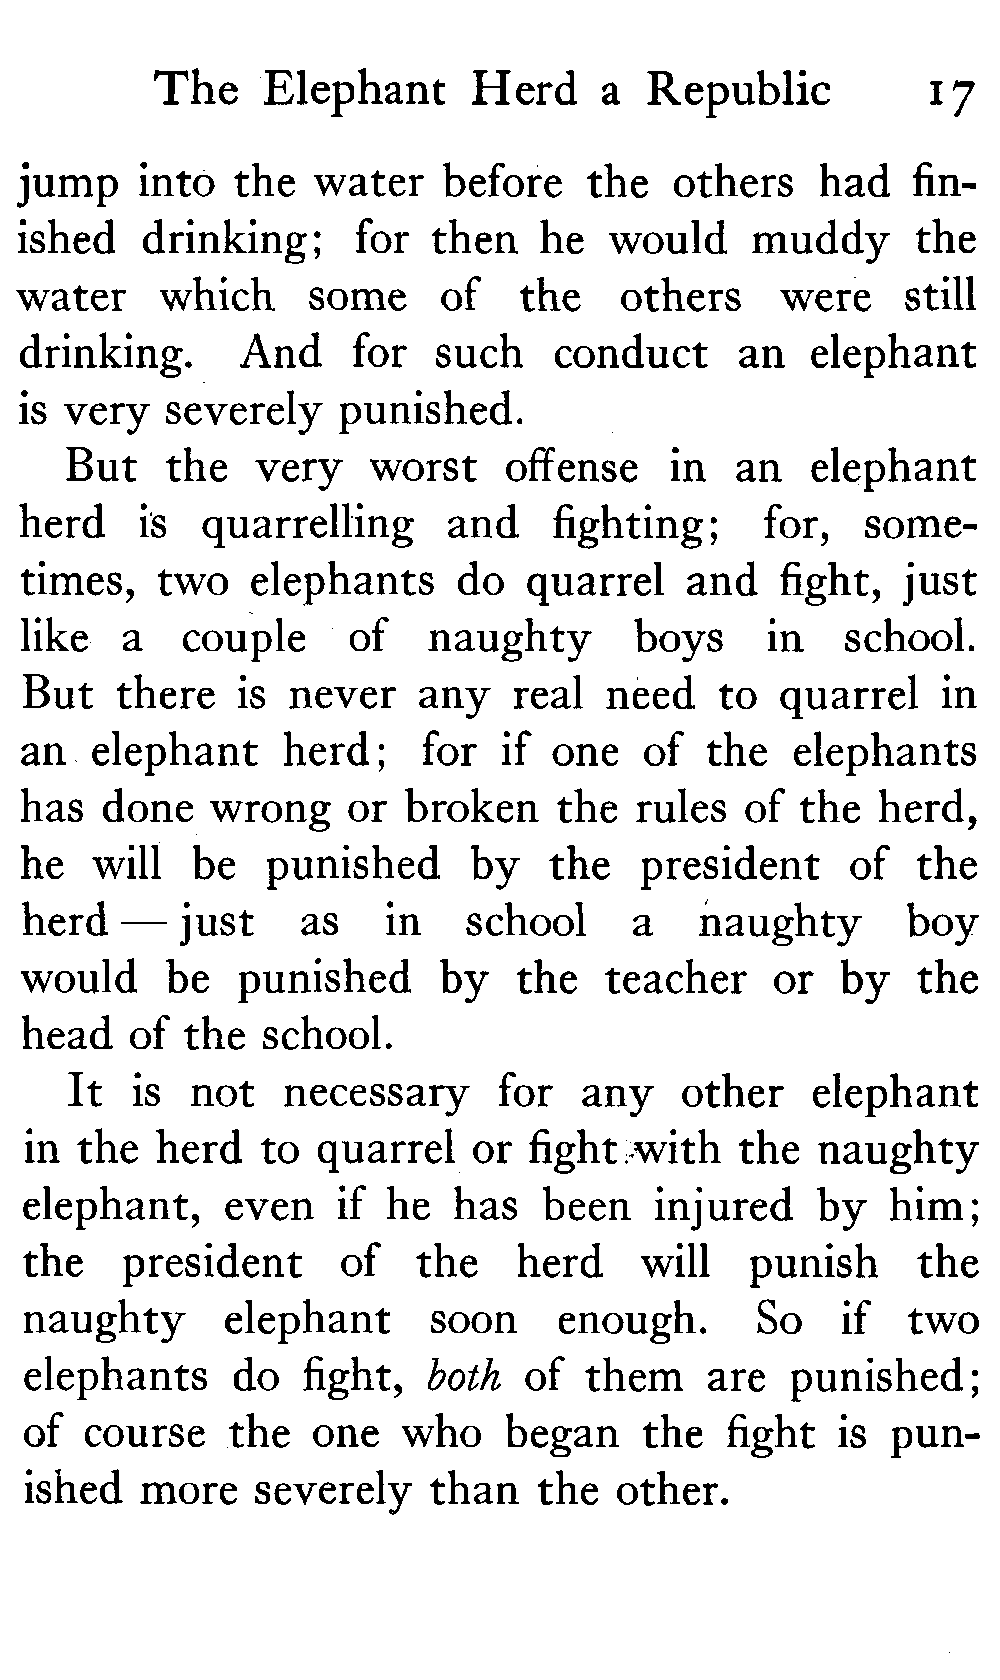 The Elephant Herd a Republic 17
jump into the water before the others had fin-
ished drinking; for then he would muddy the
water which some of the others were still
drinking. And for such conduct an elephant
is very severely punished.
But the very worst offense in an elephant
herd is quarrelling and fighting; for, some-
times, two elephants do quarrel and fight, just
like a couple of naughty boys in school.
But there is never any real need to quarrel in
an elephant herd; for if one of the elephants
has done wrong or broken the rules of the herd,
he will be punished by the president of the
herd — just as in school a naughty boy
would be punished by the teacher or by the
head of the school.
It is not necessary for any other elephant
in the herd to quarrel or fight with the naughty
elephant, even if he has been injured by him;
the president of the herd will punish the
naughty elephant soon enough. So if two
elephants do fight, both of them are punished;
of course the one who began the fight is pun-
ished more severely than the other.